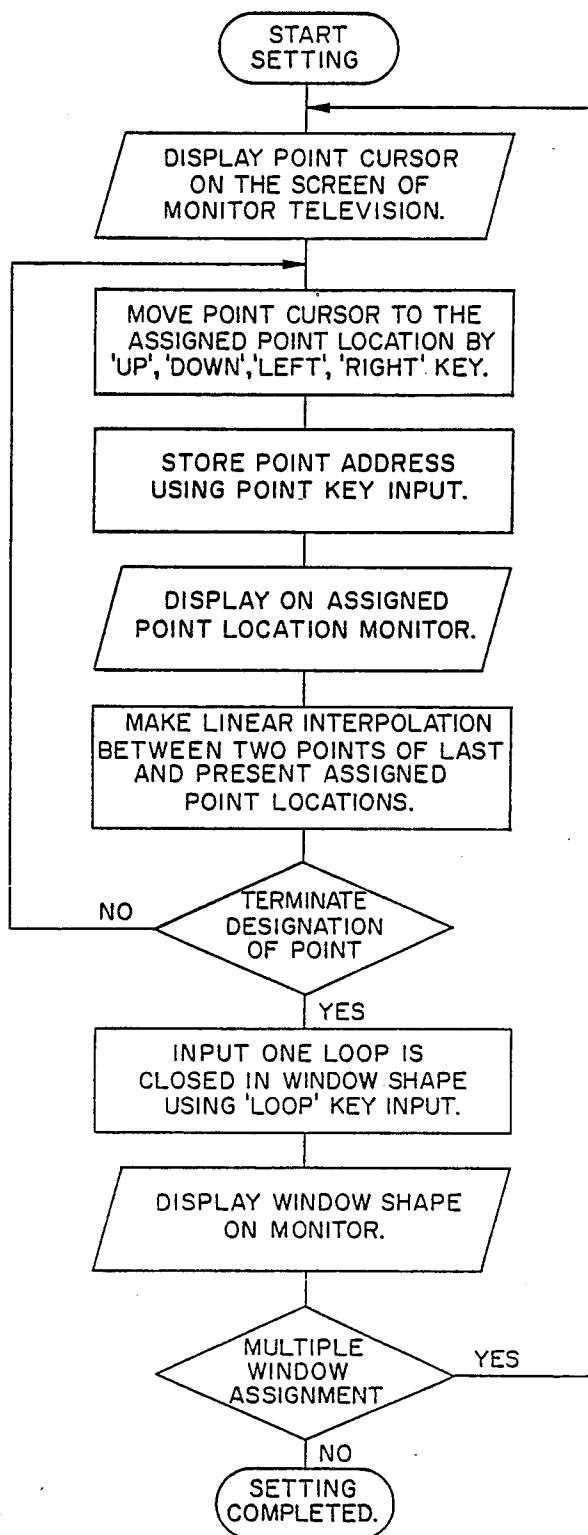 START
SETTING
DISPLAY POINT CURSOR
ON THE SCREEN OF
MONITOR TELEVISION.
MOVE POINT CURSOR TO THE
ASSIGNED POINT LOCATION BY
'UP', 'DOWN', 'LEFT', 'RIGHT' KEY.
STORE POINT ADDRESS
USING POINT KEY INPUT.
DISPLAY ON ASSIGNED
POINT LOCATION MONITOR.
MAKE LINEAR INTERPOLATION
BETWEEN TWO POINTS OF LAST
AND PRESENT ASSIGNED
POINT LOCATIONS.
NO
TERMINATE
DESIGNATION
OF POINT
YES
INPUT ONE LOOP IS
CLOSED IN WINDOW SHAPE
USING 'LOOP' KEY INPUT.
DISPLAY WINDOW SHAPE
ON MONITOR.
MULTIPLE
WINDOW
ASSIGNMENT
YES
NO
SETTING
COMPLETED.